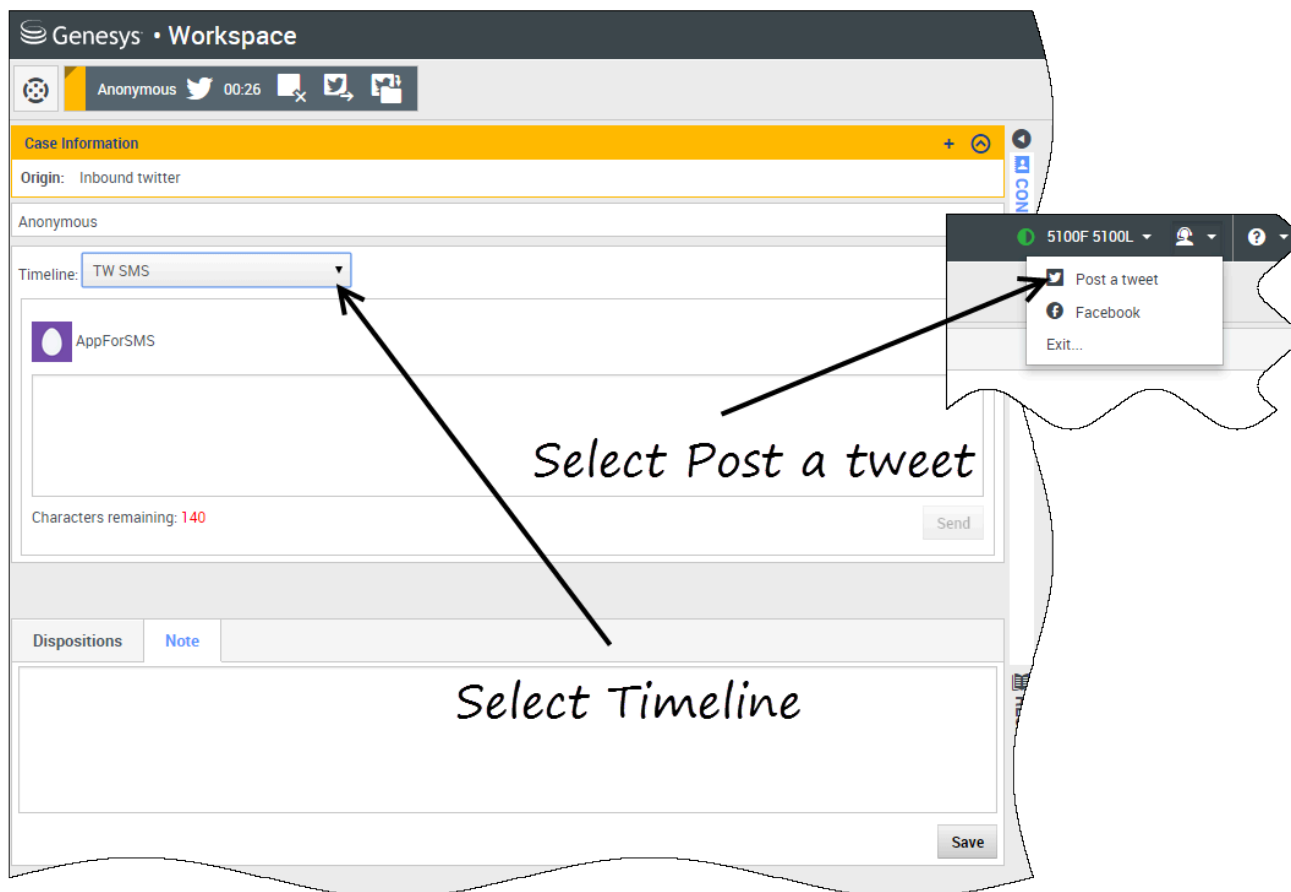 Genesys • Workspace
Anonymous 00:26
Case Information +
Origin: Inbound twitter
CON
Anonymous
5100F 5100L ?
Post a tweet
Facebook
Exit...
Timeline: TW SMS
AppForSMS
Select Post a tweet
Characters remaining: 140
Send
Dispositions Note
Select Timeline
Save